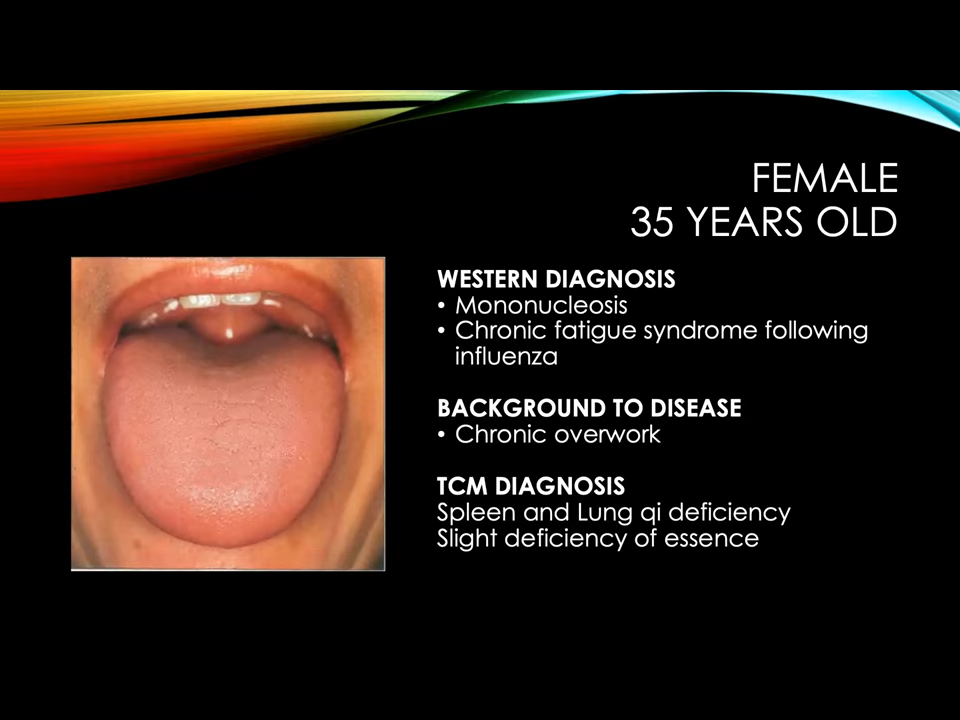 FEMALE
35 YEARS OLD
WESTERN DIAGNOSIS
• Mononucleosis
• Chronic fatigue syndrome following
influenza
BACKGROUND TO DISEASE
• Chronic overwork
TCM DIAGNOSIS
Spleen and Lung qi deficiency
Slight deficiency of essence